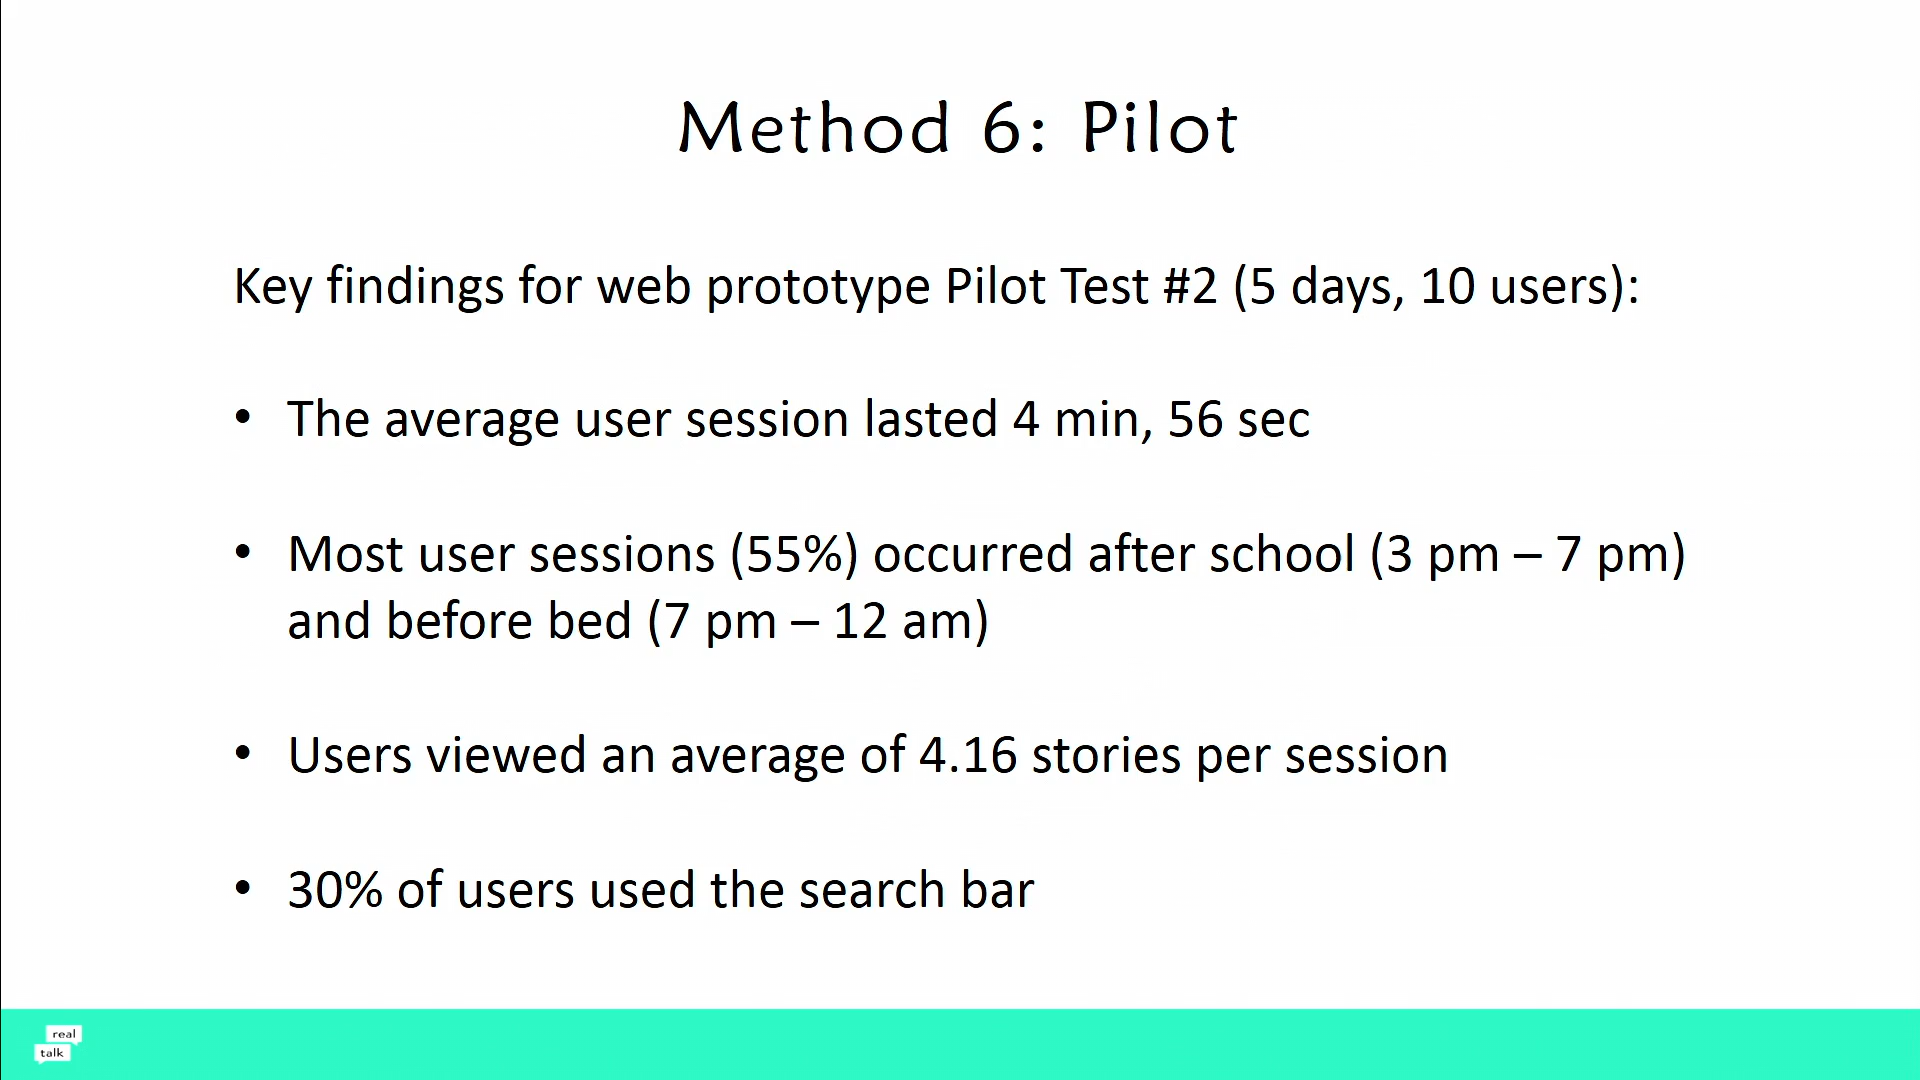 Method 6: Pilot
Key findings for web prototype Pilot Test #2 (5 days, 10 users):
• The average user session lasted 4 min, 56 sec
• Most user sessions (55%) occurred after school (3 pm – 7 pm)
and before bed (7 pm – 12 am)
• Users viewed an average of 4.16 stories per session
• 30% of users used the search bar
real
talk